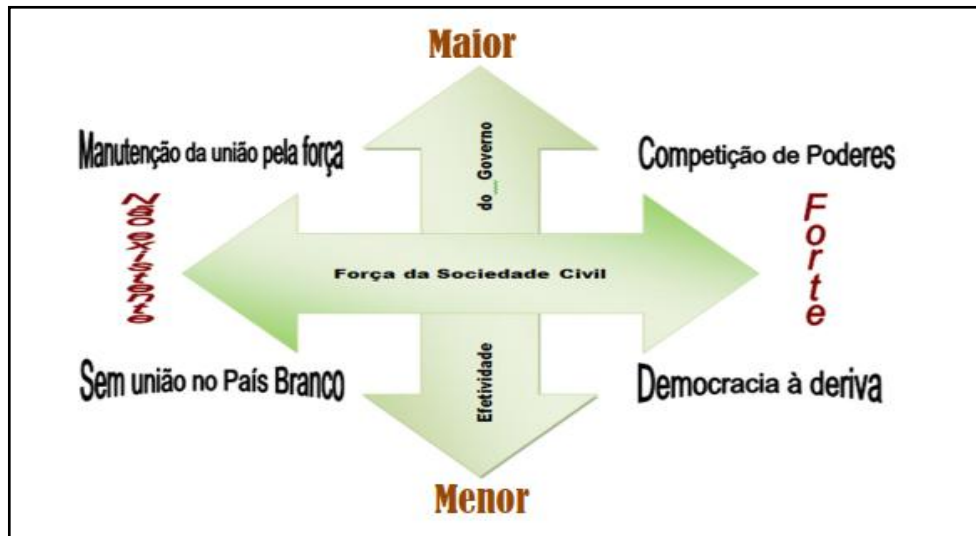 Maior
Manutenção da união pela força
Competição de Poderes
Não existente
Forte
Força da Sociedade Civil
Efetividade do_Governo
Sem união no País Branco
Democracia à deriva
Menor